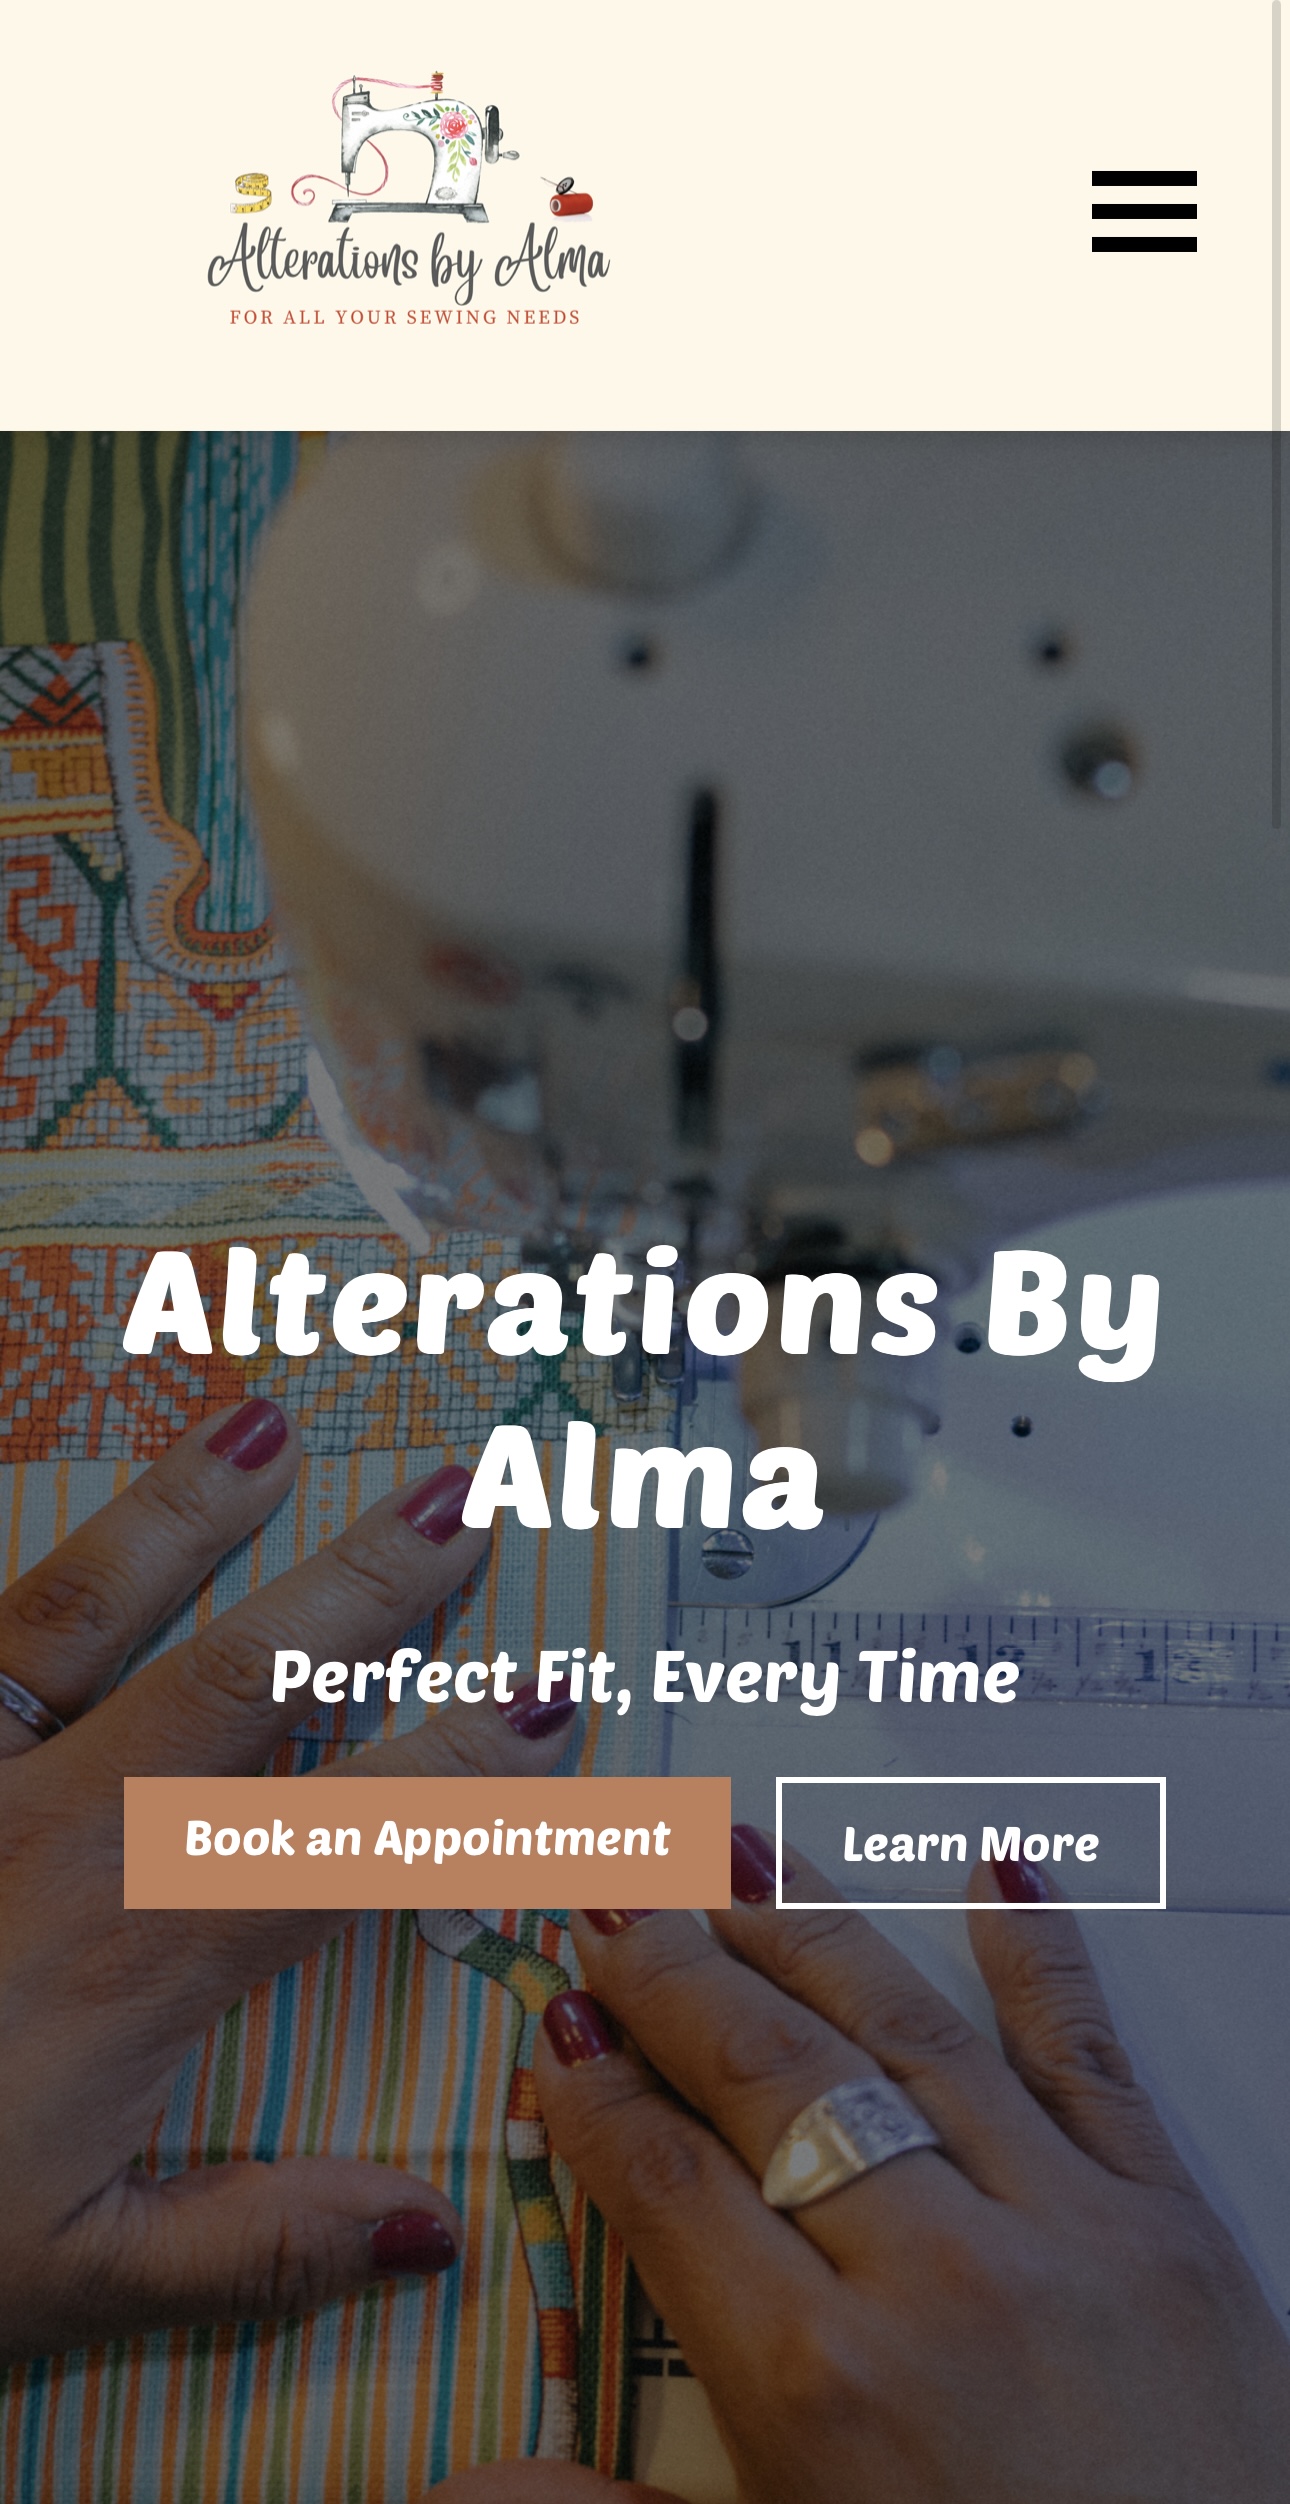 Alterations by Alma
FOR ALL YOUR SEWING NEEDS
Alterations By
Alma
Perfect Fit, Every Time
Book an Appointment
Learn More